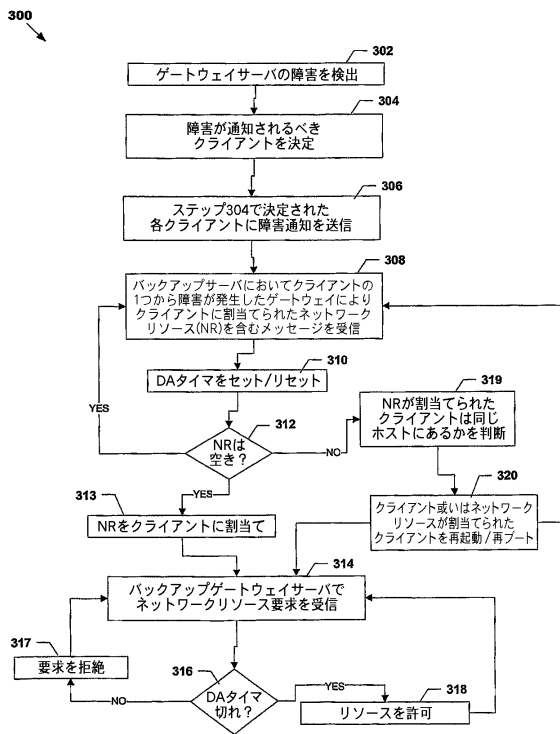 300
302
ゲートウェイサーバの障害を検出
304
障害が通知されるべき
クライアントを決定
306
ステップ304で決定された
各クライアントに障害通知を送信
308
バックアップサーバにおいてクライアントの
1つから障害が発生したゲートウェイにより
クライアントに割当てられたネットワーク
リソース(NR)を含むメッセージを受信
310
DAタイマをセット/リセット
YES
312
NRは
空き？
NO
319
NRが割当てられた
クライアントは同じ
ホストにあるかを判断
YES
320
クライアント或いはネットワーク
リソースが割当てられた
クライアントを再起動/再ブート
313
NRをクライアントに割当て
314
バックアップゲートウェイサーバで
ネットワークリソース要求を受信
317
要求を拒絶
316
DAタイマ
切れ？
NO
YES
318
リソースを許可